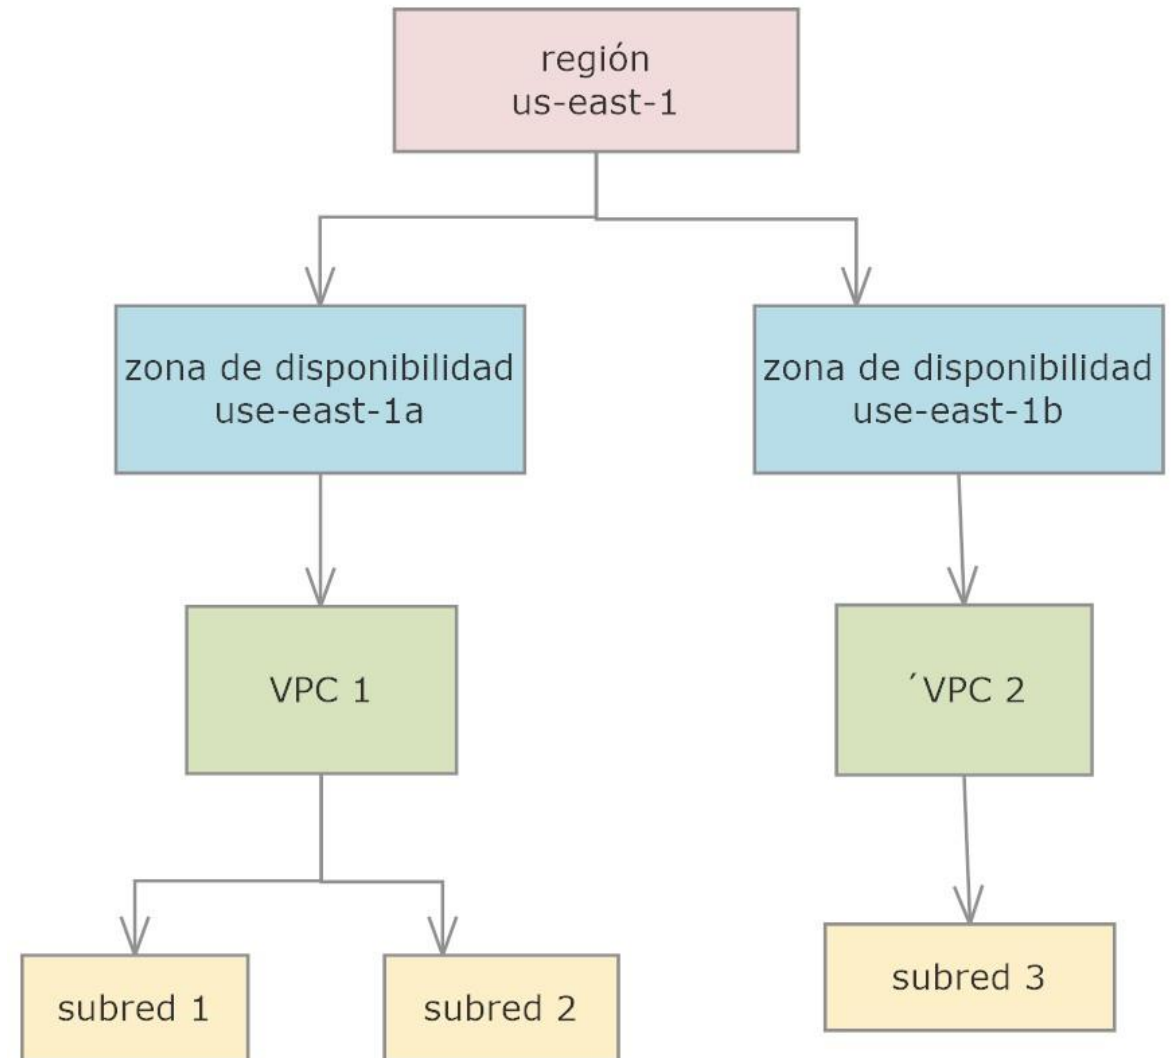 región
us-east-1
zona de disponibilidad
use-east-1a
zona de disponibilidad
use-east-1b
VPC 1
´VPC 2
subred 1
subred 2
subred 3